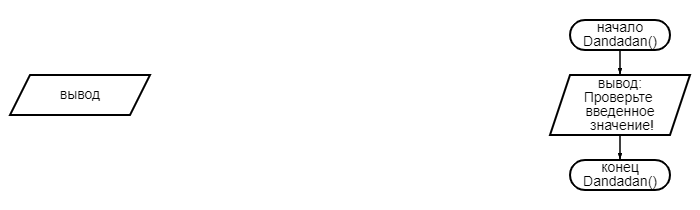 вывод
начало
Dandadan()
вывод:
Проверьте
введенное
значение!
конец
Dandadan()